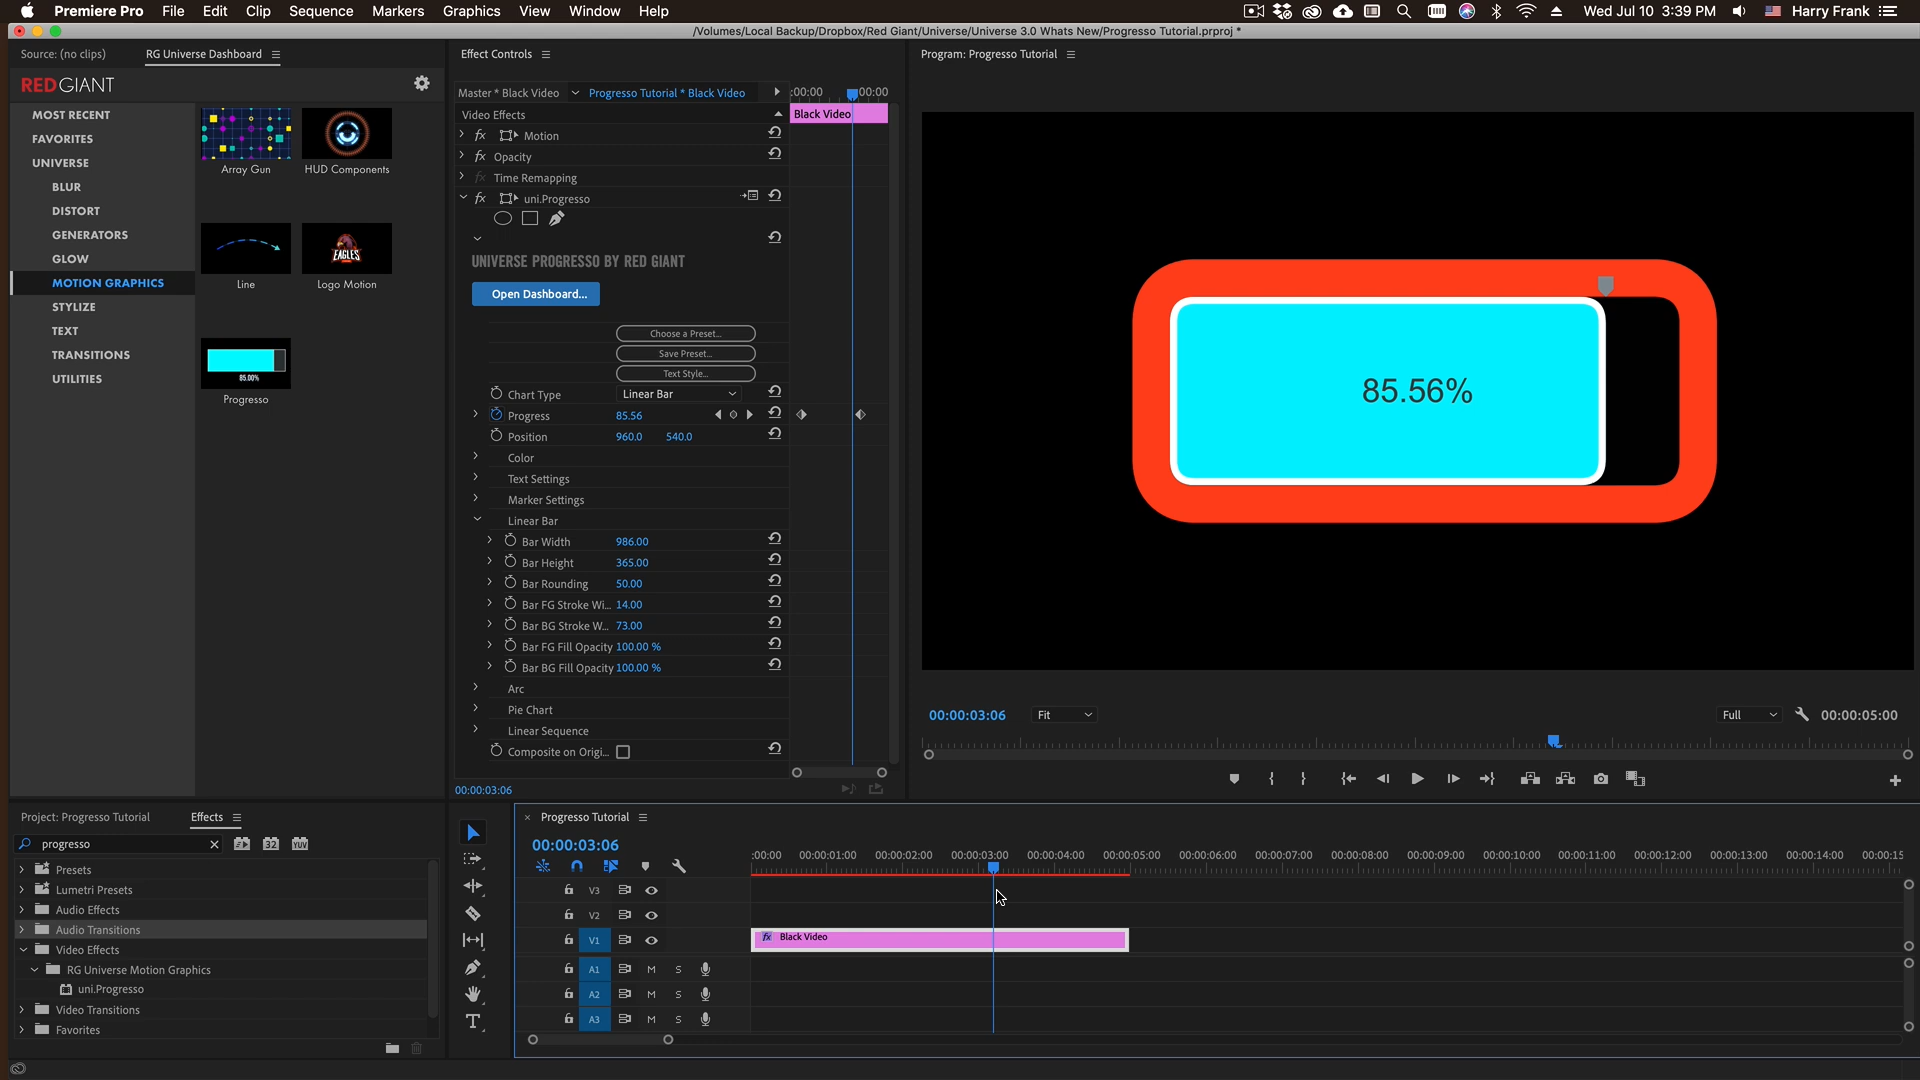 Premiere Pro File Edit Clip Sequence Markers Graphics View Window Help Wed Jul 10 3:39 PM Harry Frank
/Volumes/Local Backup/Dropbox/Red Giant/Universe/Universe 3.0 Whats New/Progresso Tutorial.prproj *
Source: (no clips) RG Universe Dashboard
REDGIANT
MOST RECENT
FAVORITES
UNIVERSE
BLUR
DISTORT
GENERATORS
GLOW
MOTION GRAPHICS
STYLIZE
TEXT
TRANSITIONS
UTILITIES
Array Gun HUD Components
EAGLES
Line Logo Motion
85.00%
Progresso
Effect Controls
Master * Black Video Progresso Tutorial * Black Video :00:00 00:00
Video Effects Black Video
fx Motion
fx Opacity
fx Time Remapping
fx uni.Progresso
UNIVERSE PROGRESSO BY RED GIANT
Open Dashboard...
Choose a Preset...
Save Preset...
Text Style...
Chart Type Linear Bar
Progress 85.56
Position 960.0 540.0
Color
Text Settings
Marker Settings
Linear Bar
Bar Width 986.00
Bar Height 365.00
Bar Rounding 50.00
Bar FG Stroke Wi... 14.00
Bar BG Stroke W... 73.00
Bar FG Fill Opacity 100.00 %
Bar BG Fill Opacity 100.00 %
Arc
Pie Chart
Linear Sequence
Composite on Origi...
00:00:03:06
Program: Progresso Tutorial
85.56%
00:00:03:06 Fit Full 00:00:05:00
Project: Progresso Tutorial Effects
progresso 32 YUV
Presets
Lumetri Presets
Audio Effects
Audio Transitions
Video Effects
RG Universe Motion Graphics
uni.Progresso
Video Transitions
Favorites
Progresso Tutorial
00:00:03:06
:00:00 00:00:01:00 00:00:02:00 00:00:03:00 00:00:04:00 00:00:05:00 00:00:06:00 00:00:07:00 00:00:08:00 00:00:09:00 00:00:10:00 00:00:11:00 00:00:12:00 00:00:13:00 00:00:14:00 00:00:15
V3
V2
V1 fx Black Video
A1 M S
A2 M S
A3 M S